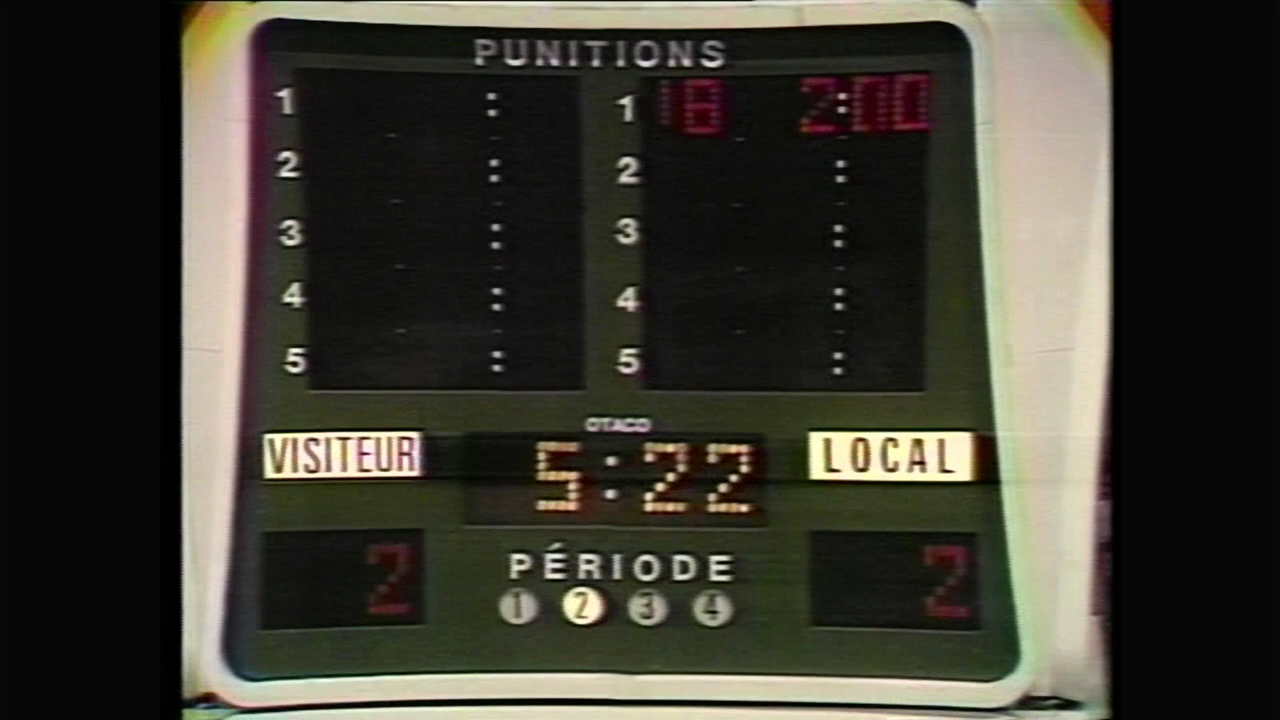 PUNITIONS
1 : 1 18 2:00
2 : 2 :
3 : 3 :
4 : 4 :
5 : 5 :
OTACO
VISITEUR 5:22 LOCAL
2 PÉRIODE 2
1 2 3 4